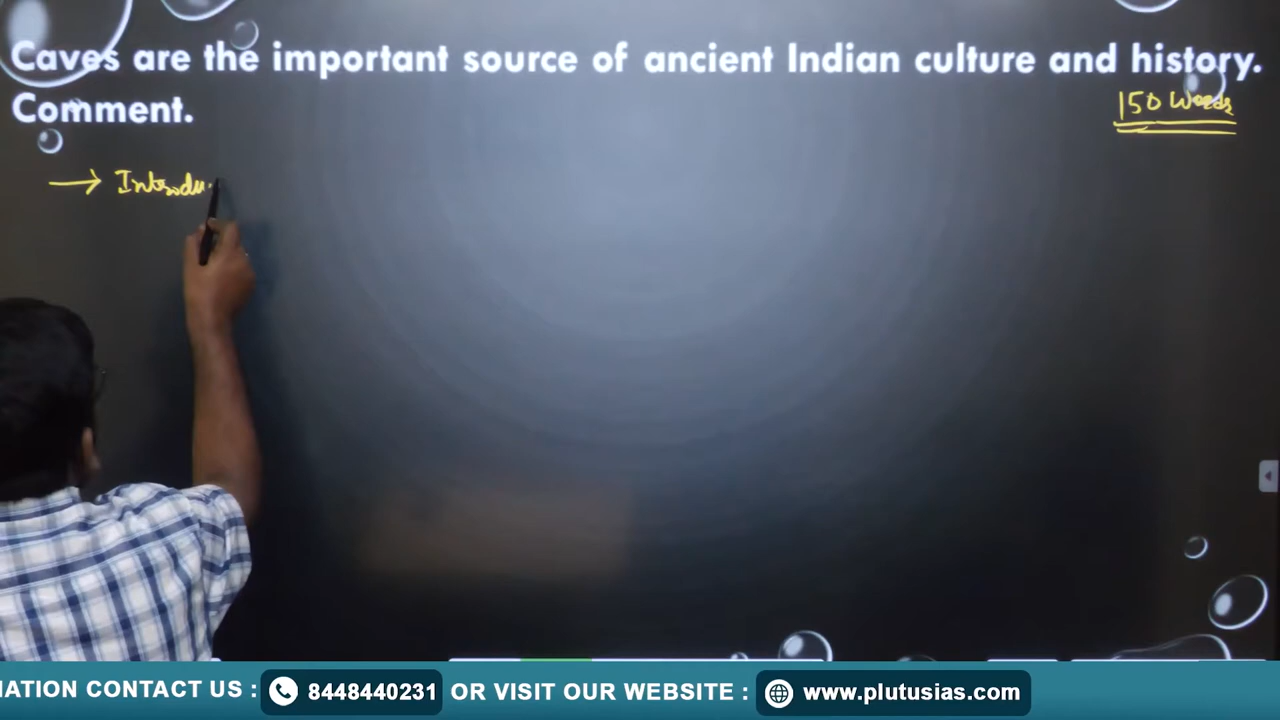 Caves are the important source of ancient Indian culture and history.
Comment.
150 Words
→ Introdu
MATION CONTACT US : 8448440231 OR VISIT OUR WEBSITE : www.plutusias.com